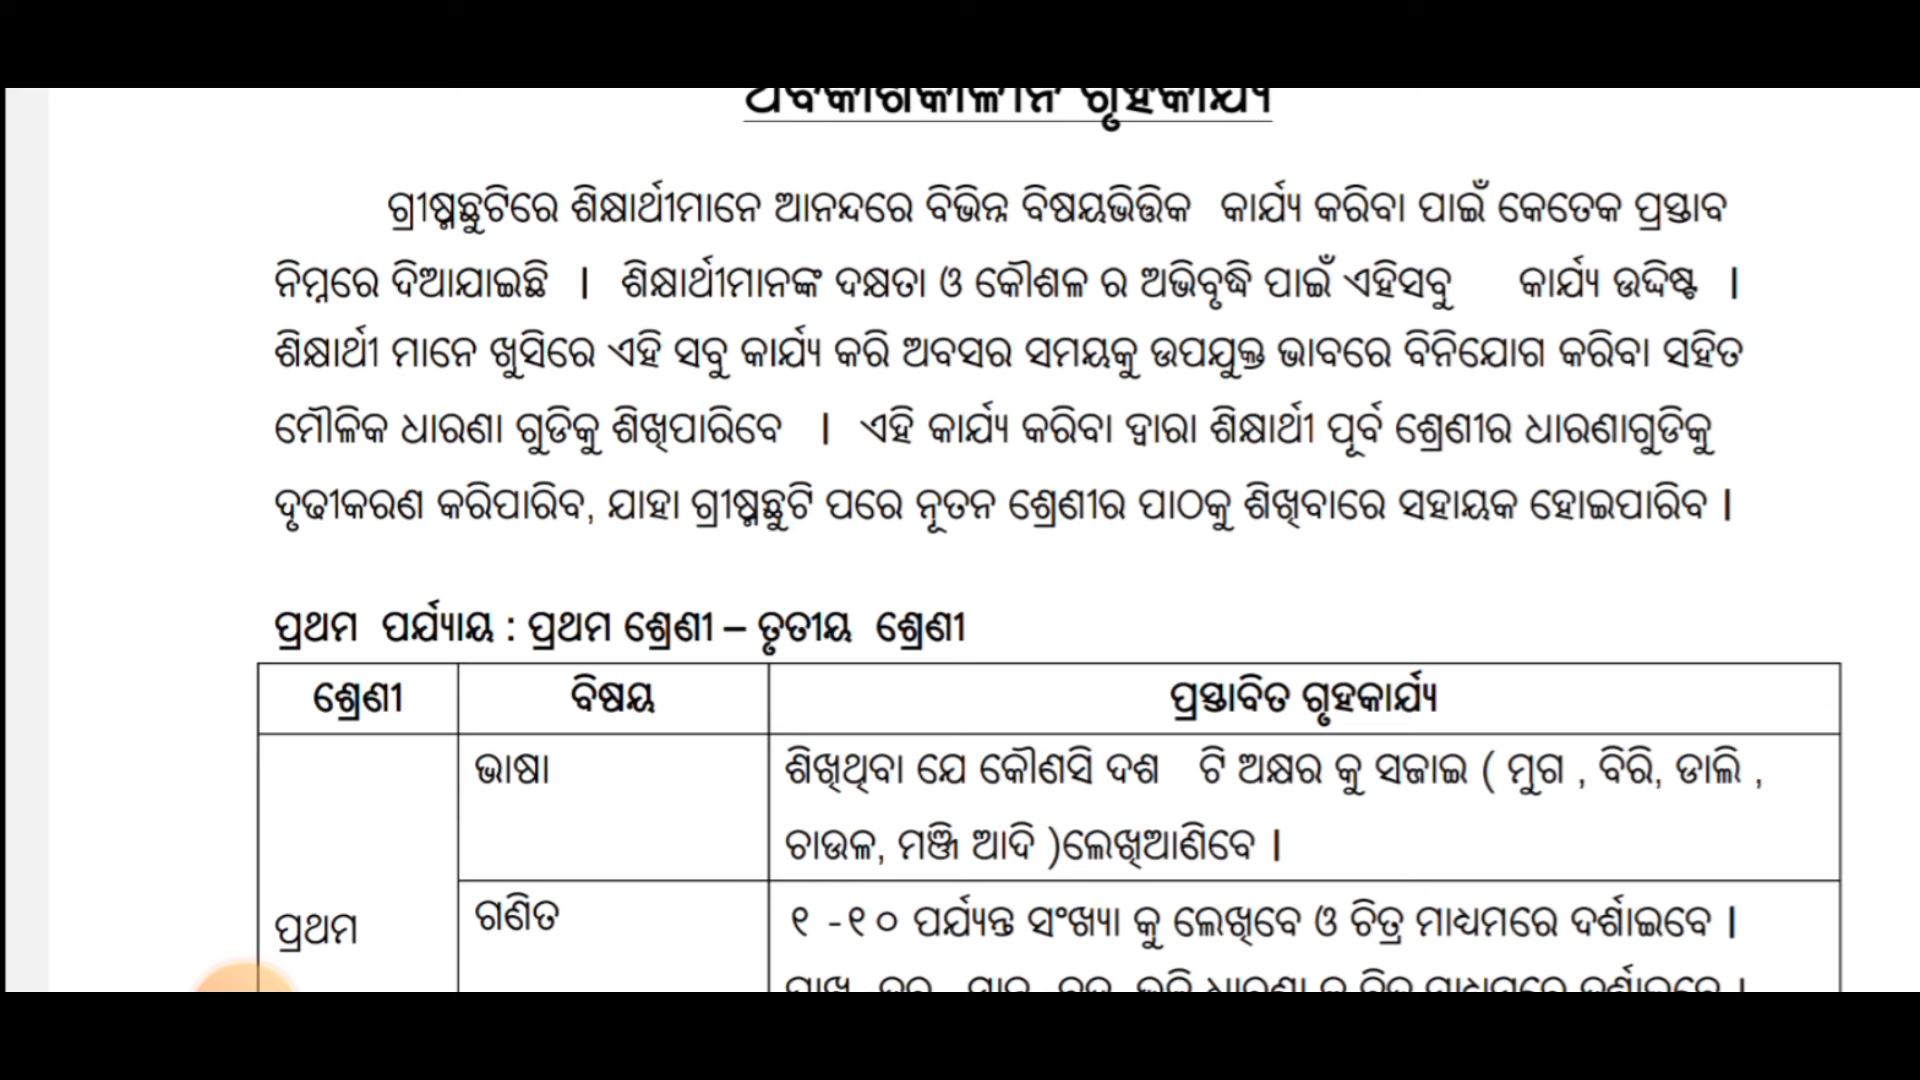 ଅବକାଶକାଳୀନ ଗୃହକାର୍ଯ୍ୟ
ଗ୍ରୀଷ୍ମଛୁଟିରେ ଶିକ୍ଷାର୍ଥୀମାନେ ଆନନ୍ଦରେ ବିଭିନ୍ନ ବିଷୟଭିତ୍ତିକ କାର୍ଯ୍ୟ କରିବା ପାଇଁ କେତେକ ପ୍ରସ୍ତାବ
ନିମ୍ନରେ ଦିଆଯାଇଛି । ଶିକ୍ଷାର୍ଥୀମାନଙ୍କ ଦକ୍ଷତା ଓ କୌଶଳ ର ଅଭିବୃଦ୍ଧି ପାଇଁ ଏହିସବୁ କାର୍ଯ୍ୟ ଉଦ୍ଦିଷ୍ଟ ।
ଶିକ୍ଷାର୍ଥୀ ମାନେ ଖୁସିରେ ଏହି ସବୁ କାର୍ଯ୍ୟ କରି ଅବସର ସମୟକୁ ଉପଯୁକ୍ତ ଭାବରେ ବିନିଯୋଗ କରିବା ସହିତ
ମୌଳିକ ଧାରଣା ଗୁଡିକୁ ଶିଖିପାରିବେ । ଏହି କାର୍ଯ୍ୟ କରିବା ଦ୍ୱାରା ଶିକ୍ଷାର୍ଥୀ ପୂର୍ବ ଶ୍ରେଣୀର ଧାରଣାଗୁଡିକୁ
ଦୃଢୀକରଣ କରିପାରିବ, ଯାହା ଗ୍ରୀଷ୍ମଛୁଟି ପରେ ନୂତନ ଶ୍ରେଣୀର ପାଠକୁ ଶିଖିବାରେ ସହାୟକ ହୋଇପାରିବ ।
ପ୍ରଥମ ପର୍ଯ୍ୟାୟ : ପ୍ରଥମ ଶ୍ରେଣୀ – ତୃତୀୟ ଶ୍ରେଣୀ
ଶ୍ରେଣୀ ବିଷୟ ପ୍ରସ୍ତାବିତ ଗୃହକାର୍ଯ୍ୟ
ଭାଷା ଶିଖିଥିବା ଯେ କୌଣସି ଦଶ ଟି ଅକ୍ଷର କୁ ସଜାଇ ( ମୁଗ , ବିରି, ଡାଲି ,
ଚାଉଳ, ମଞ୍ଜି ଆଦି )ଲେଖିଆଣିବେ ।
ପ୍ରଥମ ଗଣିତ ୧ -୧୦ ପର୍ଯ୍ୟନ୍ତ ସଂଖ୍ୟା କୁ ଲେଖିବେ ଓ ଚିତ୍ର ମାଧ୍ୟମରେ ଦର୍ଶାଇବେ ।